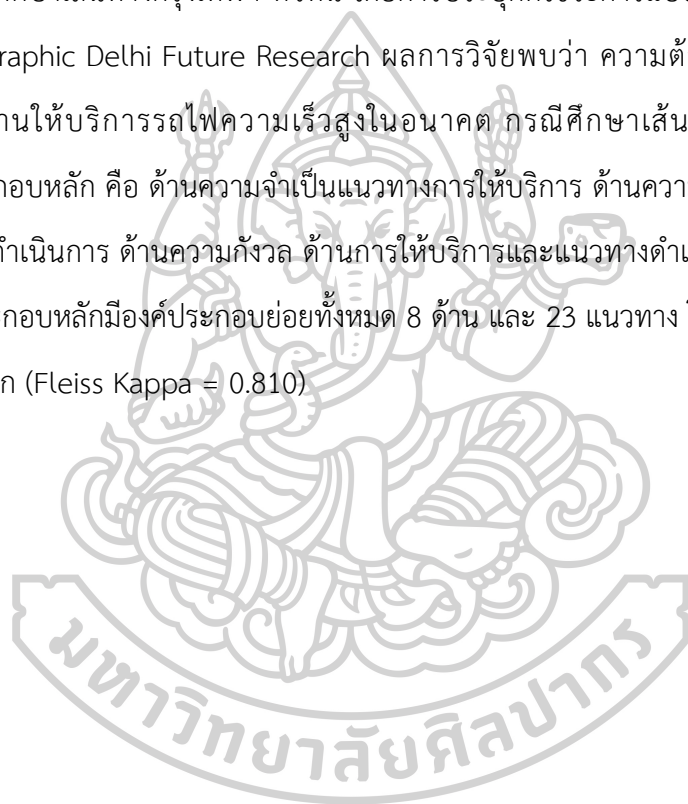 raphic Delhi Future Research ผลการวิจัยพบว่า ความต้
านให้บริการรถไฟความเร็วสูงในอนาคต กรณีศึกษาเส้น
กอบหลัก คือ ด้านความจำเป็นแนวทางการให้บริการ ด้านควา
ดำเนินการ ด้านความกังวล ด้านการให้บริการและแนวทางดำเ
ะกอบหลักมีองค์ประกอบย่อยทั้งหมด 8 ด้าน และ 23 แนวทาง
ก (Fleiss Kappa = 0.810)
มหาวิทยาลัยศิลปากร